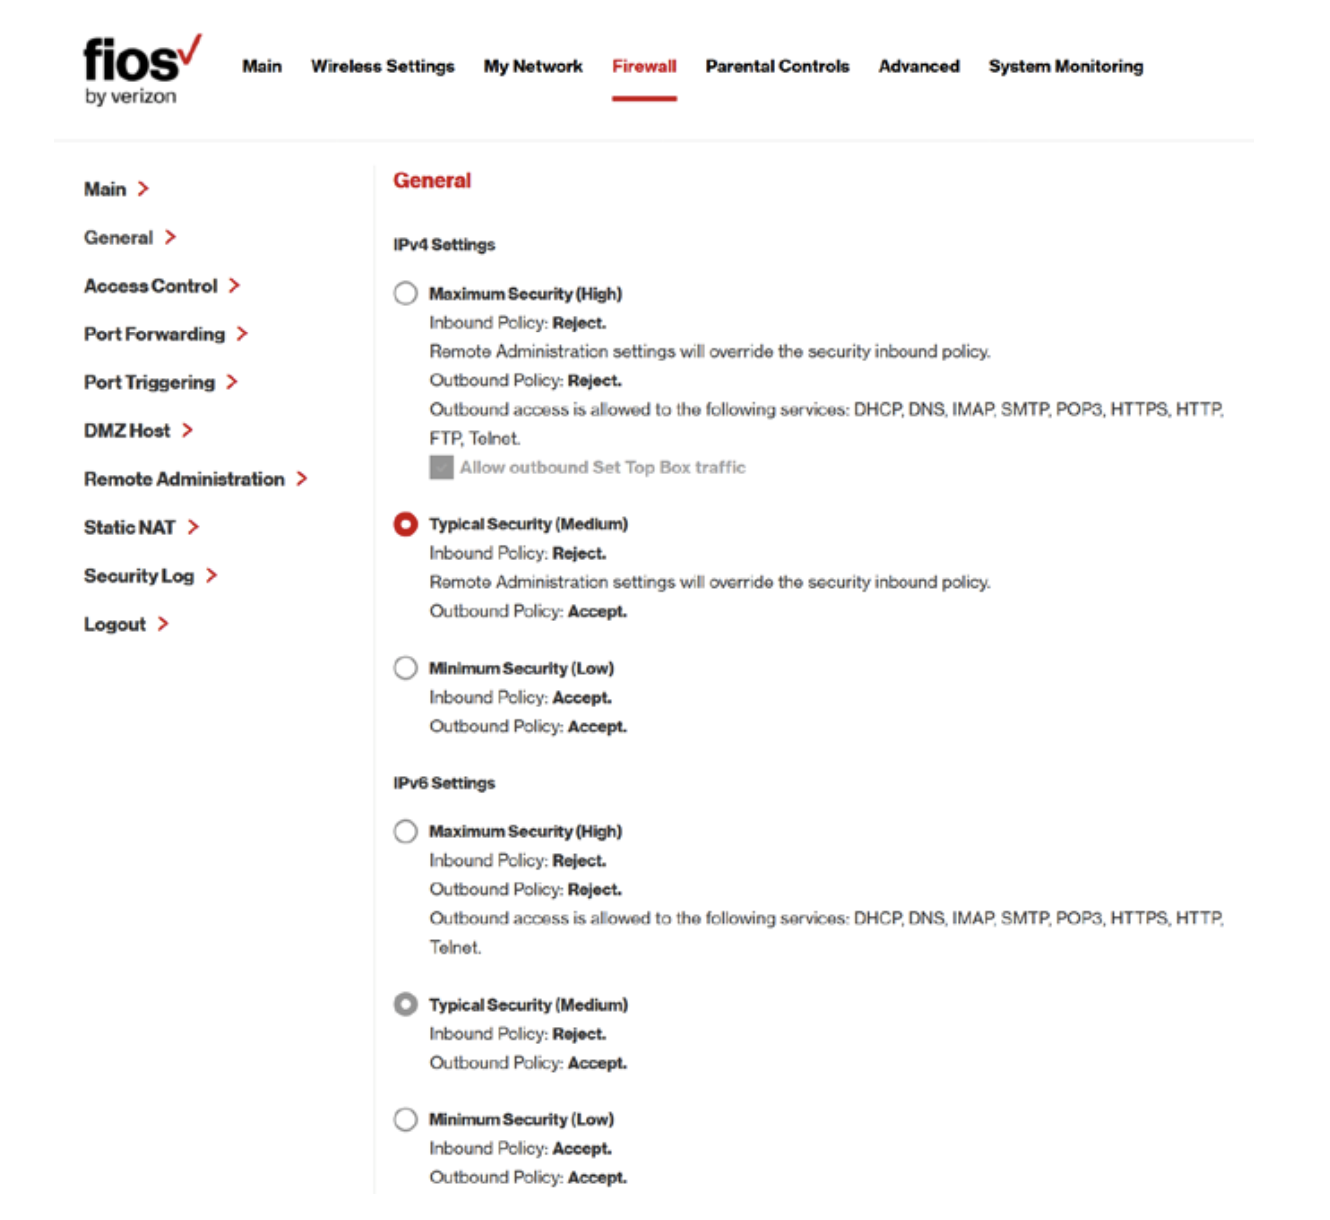 fios
by verizon
Main Wireless Settings My Network Firewall Parental Controls Advanced System Monitoring
Main
General
Access Control
Port Forwarding
Port Triggering
DMZ Host
Remote Administration
Static NAT
Security Log
Logout
General
IPv4 Settings
Maximum Security (High)
Inbound Policy: Reject.
Remote Administration settings will override the security inbound policy.
Outbound Policy: Reject.
Outbound access is allowed to the following services: DHCP, DNS, IMAP, SMTP, POP3, HTTPS, HTTP,
FTP, Telnet.
Allow outbound Set Top Box traffic
Typical Security (Medium)
Inbound Policy: Reject.
Remote Administration settings will override the security inbound policy.
Outbound Policy: Accept.
Minimum Security (Low)
Inbound Policy: Accept.
Outbound Policy: Accept.
IPv6 Settings
Maximum Security (High)
Inbound Policy: Reject.
Outbound Policy: Reject.
Outbound access is allowed to the following services: DHCP, DNS, IMAP, SMTP, POP3, HTTPS, HTTP,
Telnet.
Typical Security (Medium)
Inbound Policy: Reject.
Outbound Policy: Accept.
Minimum Security (Low)
Inbound Policy: Accept.
Outbound Policy: Accept.